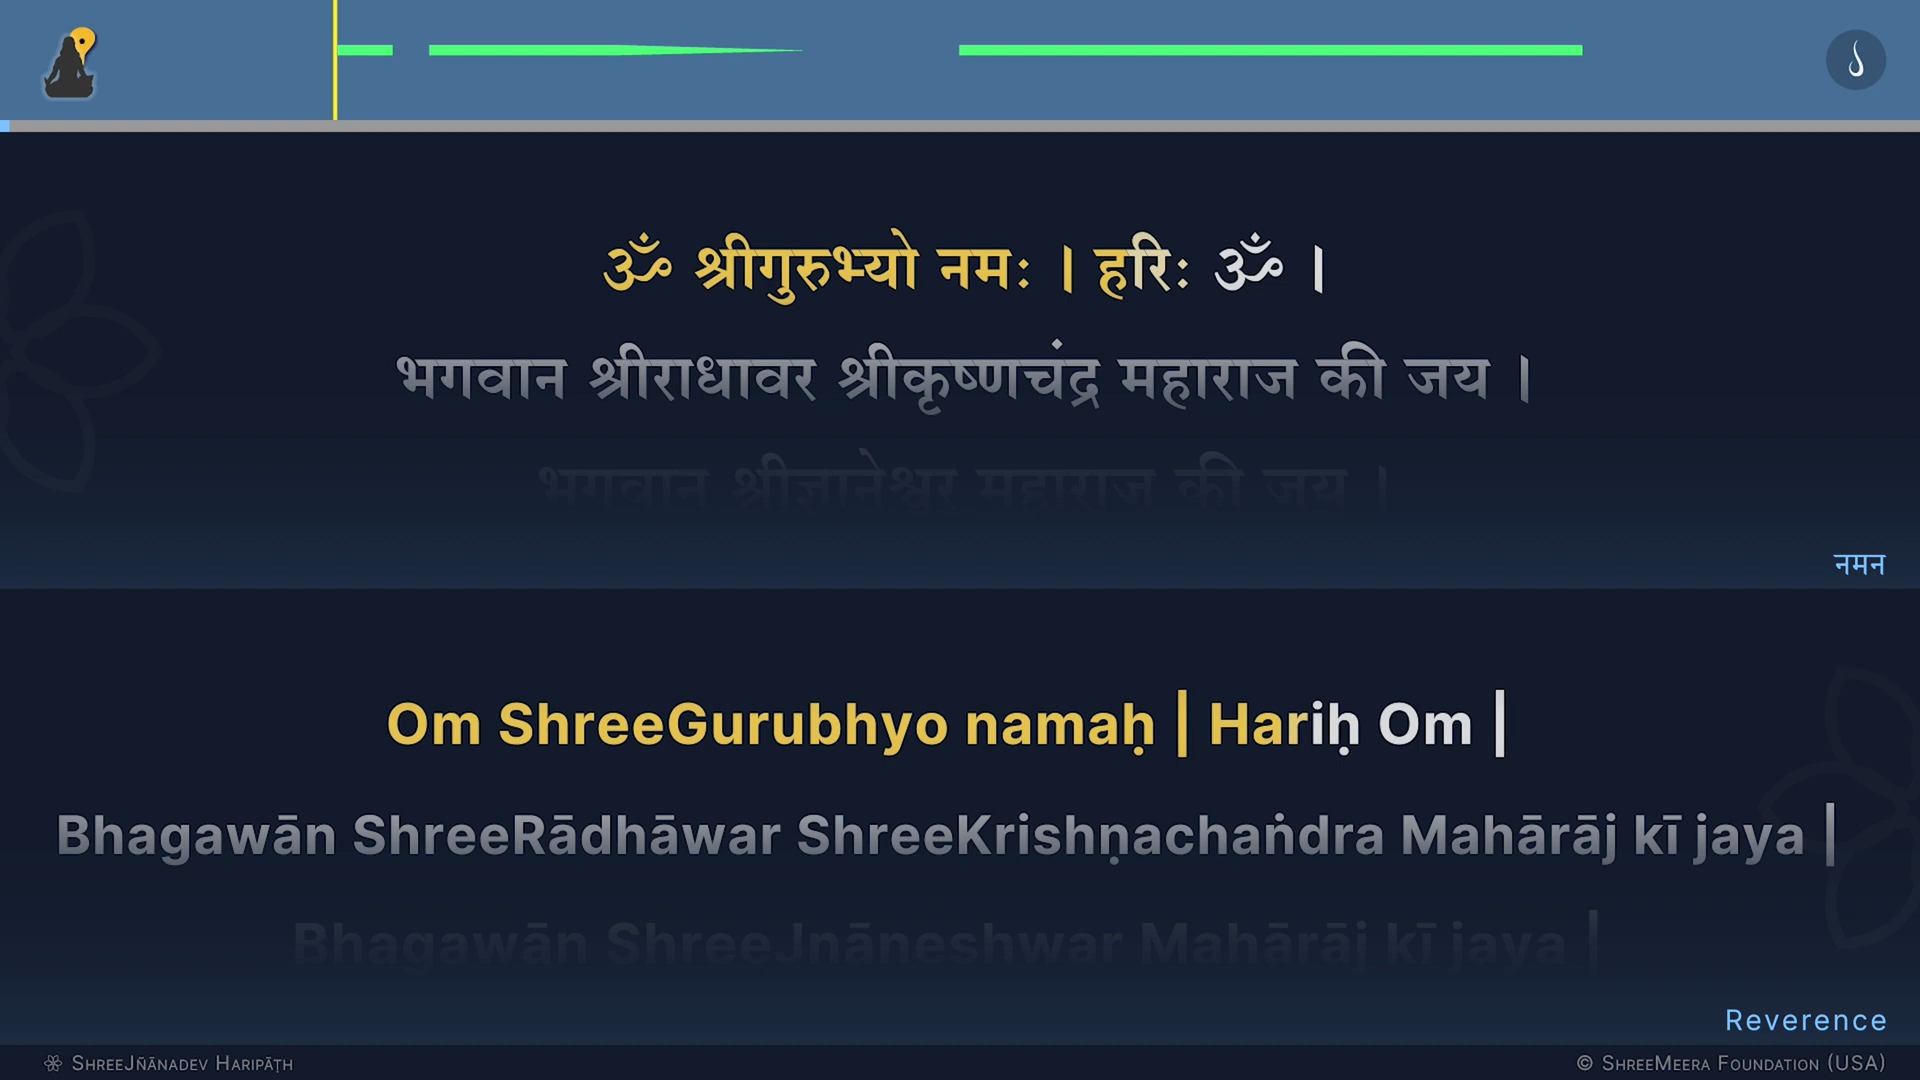 ॐ श्रीगुरुभ्यो नमः । हरिः ॐ ।
भगवान श्रीराधावर श्रीकृष्णचंद्र महाराज की जय ।
भगवान श्रीज्ञानेश्वर महाराज की जय ।
नमन
Om ShreeGurubhyo namaḥ | Hariḥ Om |
Bhagawān ShreeRādhāwar ShreeKrishṇachaṅdra Mahārāj kī jaya |
Bhagawān ShreeJnāneshwar Mahārāj kī jaya |
Reverence
ShreeJñānadev Haripāṭh
© ShreeMeera Foundation (USA)